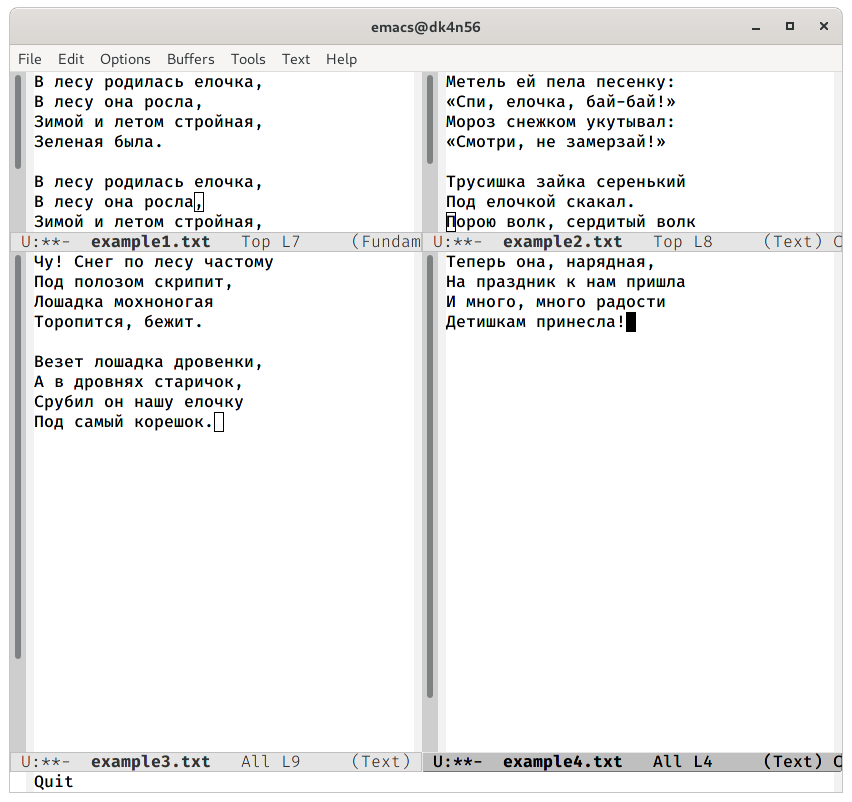 emacs@dk4n56
File Edit Options Buffers Tools Text Help
В лесу родилась елочка,
В лесу она росла,
Зимой и летом стройная,
Зеленая была.
В лесу родилась елочка,
В лесу она росла,
Зимой и летом стройная,
U:**- example1.txt Top L7 (Fundam
Метель ей пела песенку:
«Спи, елочка, бай-бай!»
Мороз снежком укутывал:
«Смотри, не замерзай!»
Трусишка зайка серенький
Под елочкой скакал.
Порою волк, сердитый волк
U:**- example2.txt Top L8 (Text) C
Чу! Снег по лесу частому
Под полозом скрипит,
Лошадка мохноногая
Торопится, бежит.
Везет лошадка дровенки,
А в дровнях старичок,
Срубил он нашу елочку
Под самый корешок.
U:**- example3.txt All L9 (Text)
Теперь она, нарядная,
На праздник к нам пришла
И много, много радости
Детишкам принесла!
U:**- example4.txt All L4 (Text) C
Quit